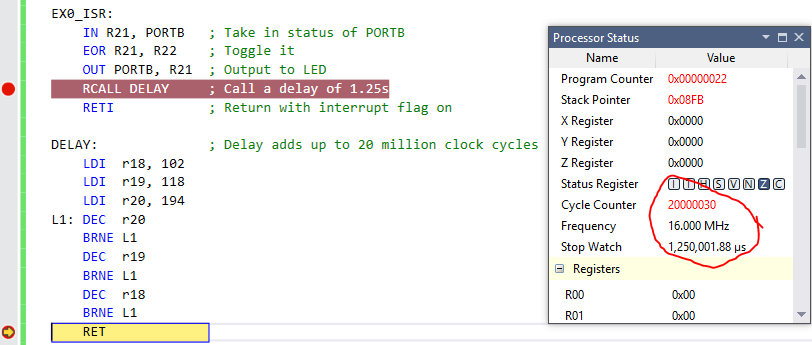 EX0_ISR:
IN R21, PORTB ; Take in status of PORTB
EOR R21, R22 ; Toggle it
OUT PORTB, R21 ; Output to LED
RCALL DELAY ; Call a delay of 1.25s
RETI ; Return with interrupt flag on
DELAY: ; Delay adds up to 20 million clock cycles
LDI r18, 102
LDI r19, 118
LDI r20, 194
L1: DEC r20
BRNE L1
DEC r19
BRNE L1
DEC r18
BRNE L1
RET
Processor Status
Name Value
Program Counter 0x00000022
Stack Pointer 0x08FB
X Register 0x0000
Y Register 0x0000
Z Register 0x0000
Status Register I T H S V N Z C
Cycle Counter 20000030
Frequency 16.000 MHz
Stop Watch 1,250,001.88 µs
Registers
R00 0x00
R01 0x00